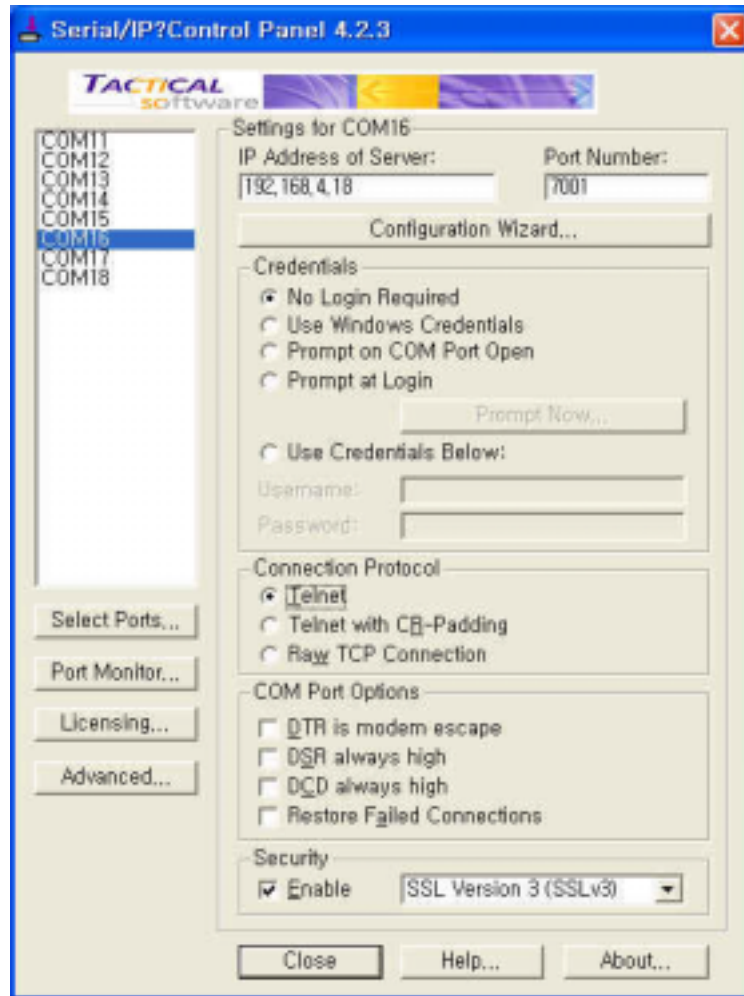 Serial/IP?Control Panel 4.2.3
TACTICAL
software
COM11
COM12
COM13
COM14
COM15
COM16
COM17
COM18
Select Ports...
Port Monitor...
Licensing...
Advanced...
Settings for COM16
IP Address of Server: Port Number:
192,168,4,18 7001
Configuration Wizard...
Credentials
No Login Required
Use Windows Credentials
Prompt on COM Port Open
Prompt at Login
Prompt Now...
Use Credentials Below:
Username:
Password:
Connection Protocol
Telnet
Telnet with CR-Padding
Raw TCP Connection
COM Port Options
DTR is modem escape
DSR always high
DCD always high
Restore Failed Connections
Security
Enable SSL Version 3 (SSLv3)
Close Help... About...